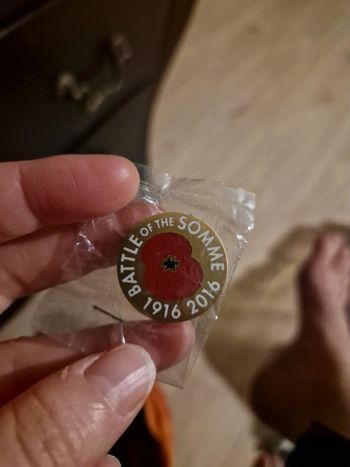 BATTLE OF THE SOMME
1916 2016